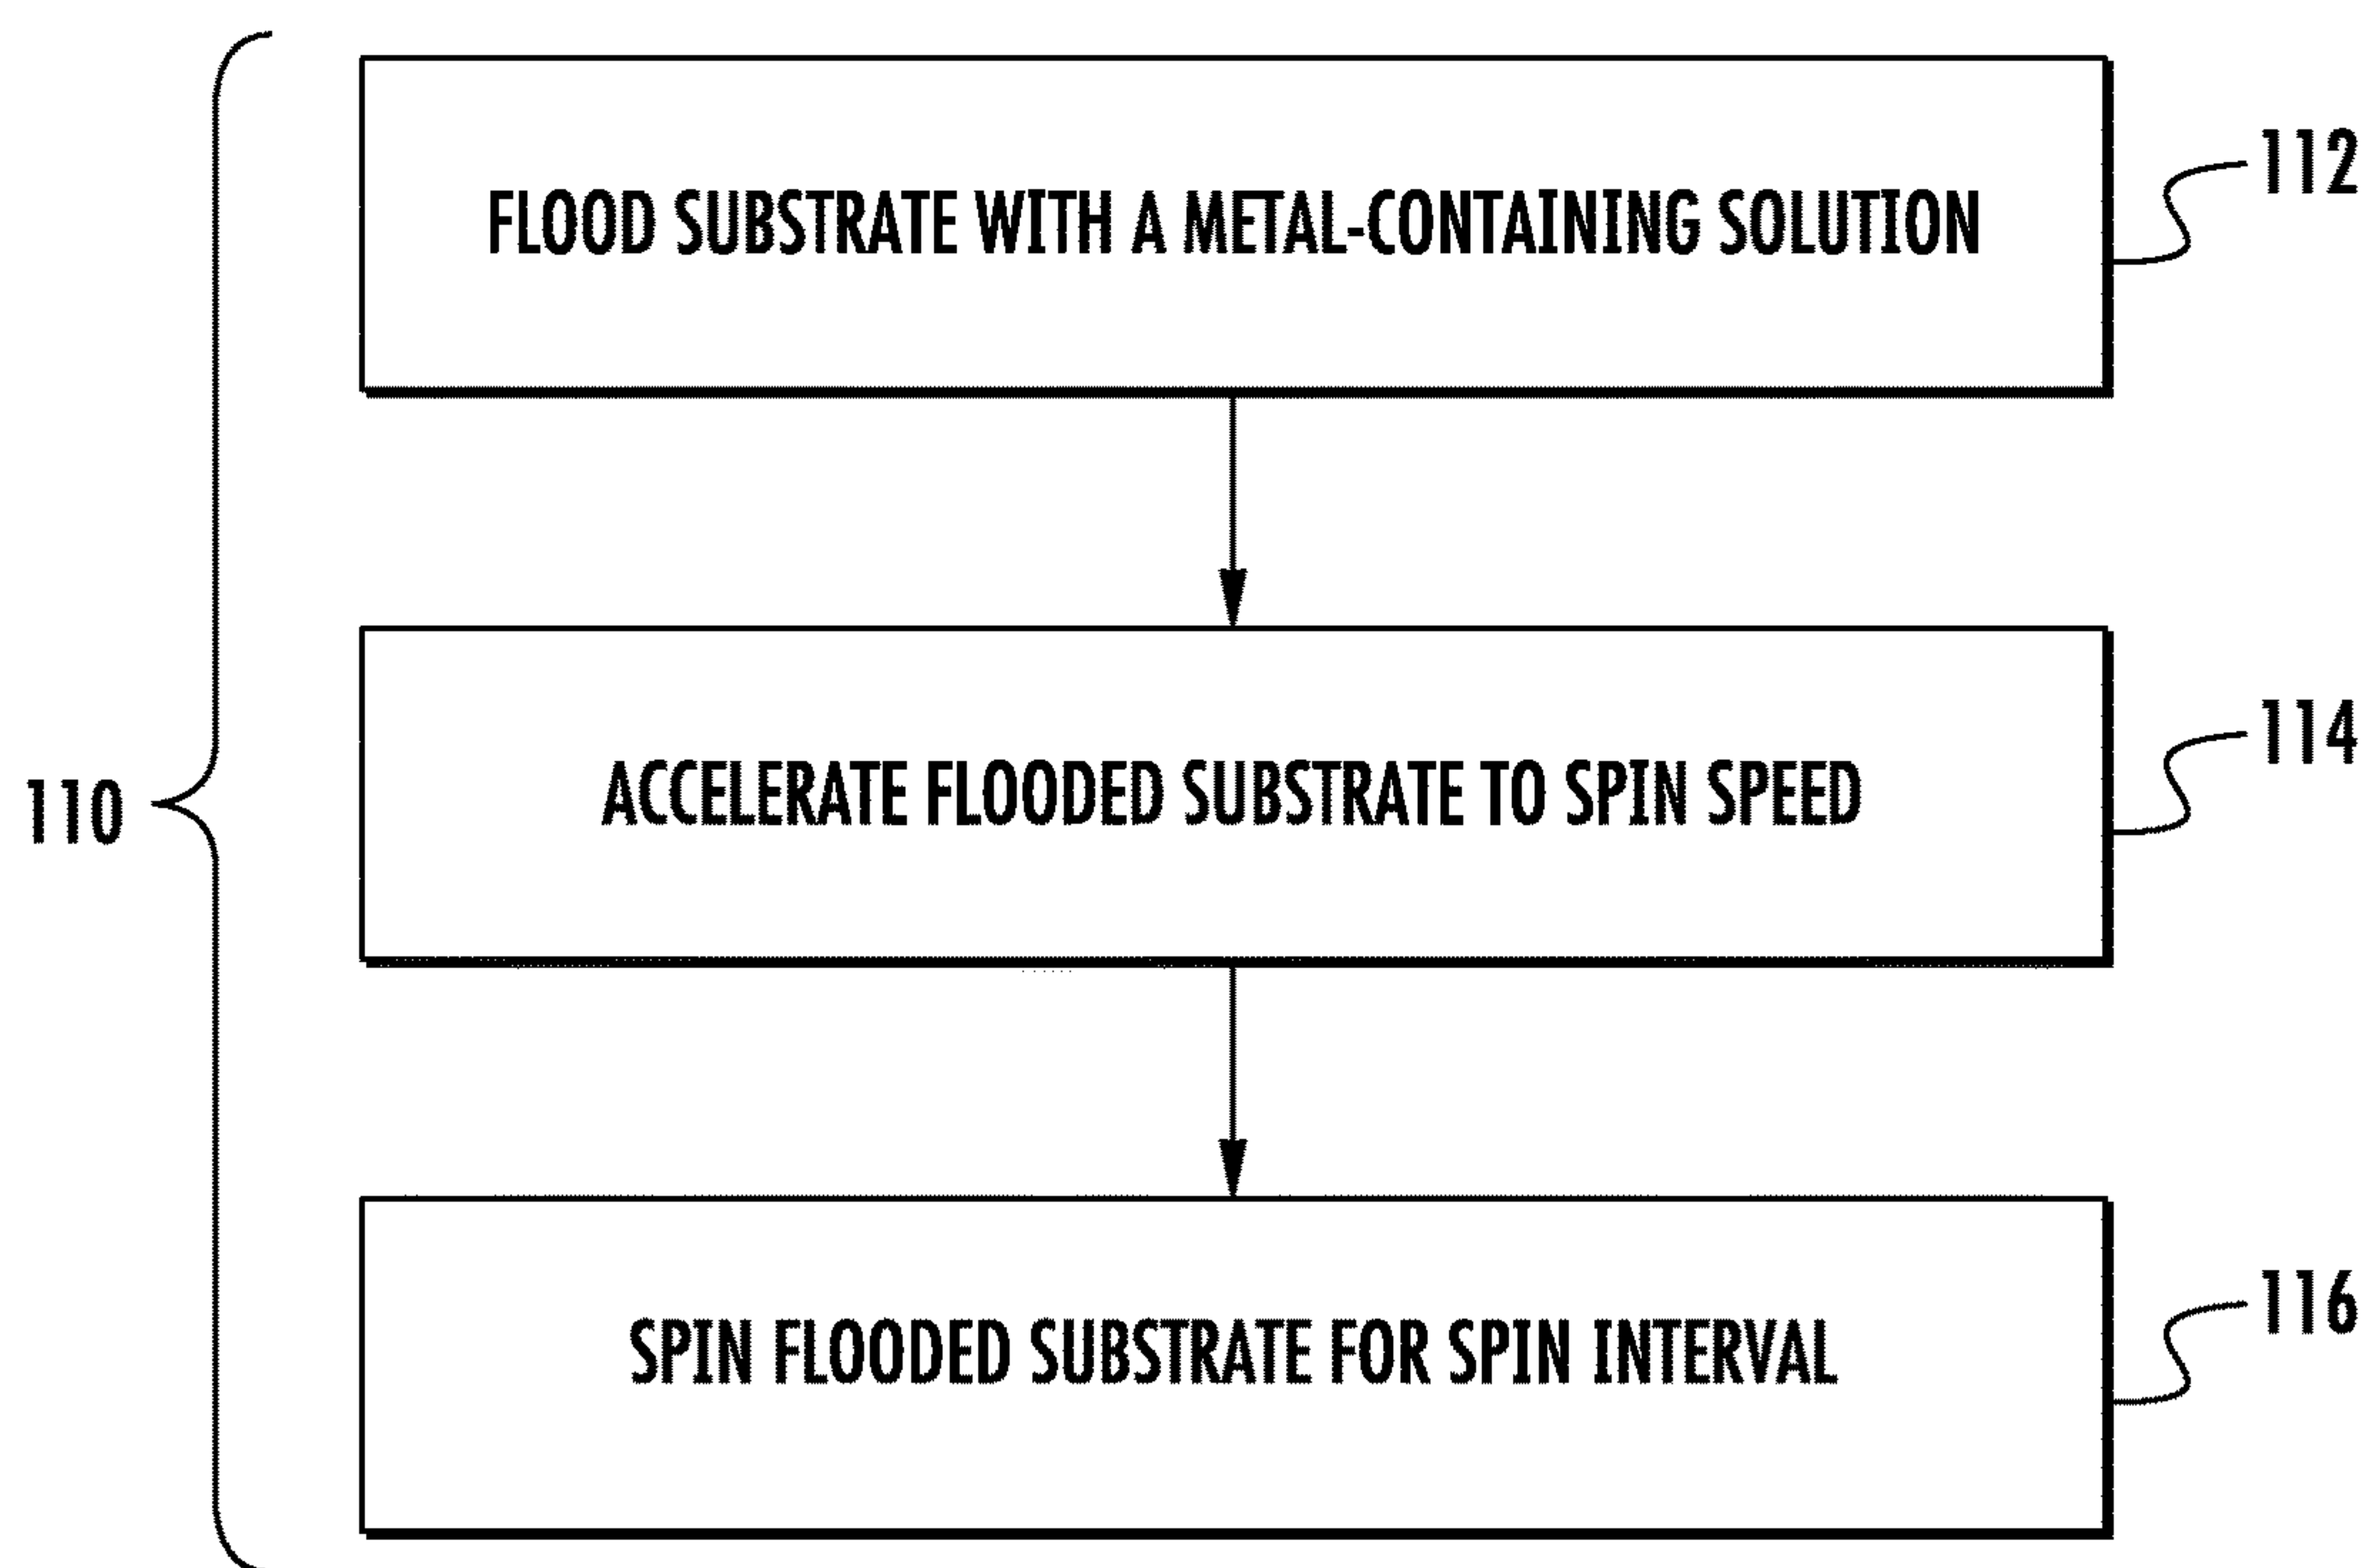 FLOOD SUBSTRATE WITH A METAL-CONTAINING SOLUTION
112
ACCELERATE FLOODED SUBSTRATE TO SPIN SPEED
114
110
SPIN FLOODED SUBSTRATE FOR SPIN INTERVAL
116